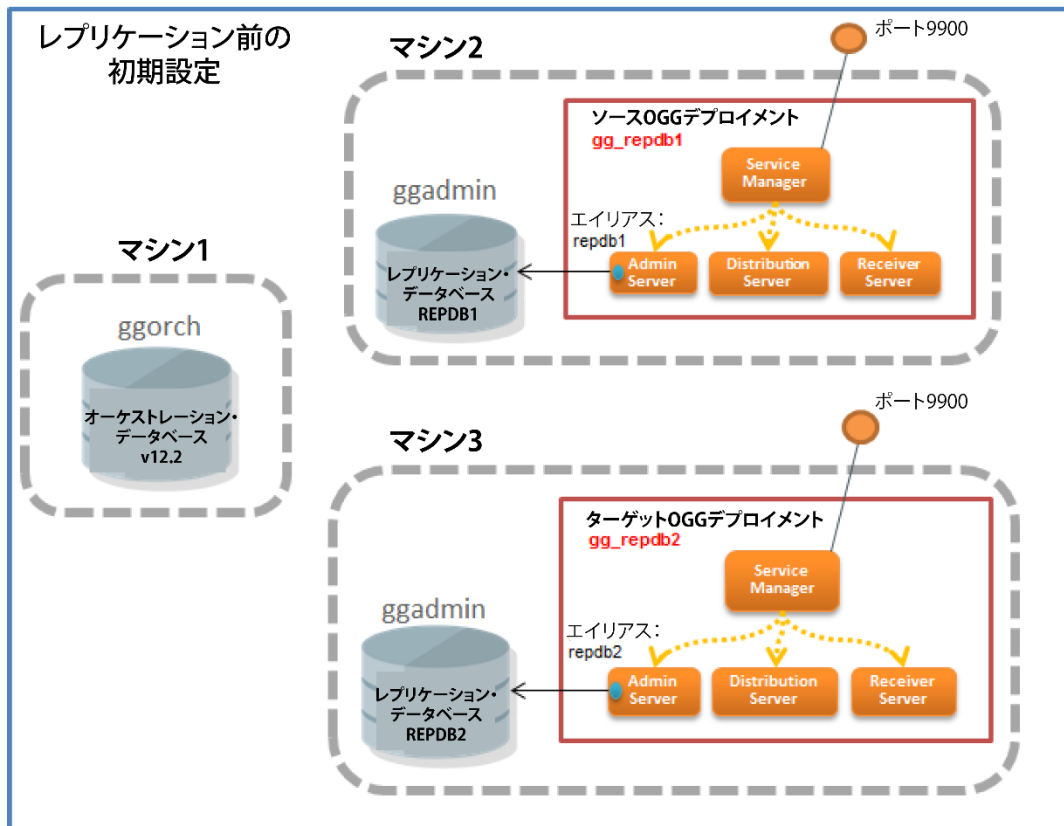 レプリケーション前の
初期設定
マシン1
ggorch
オーケストレーション・
データベース
v12.2
マシン2
ポート9900
ソースOGGデプロイメント
gg_repdb1
Service
Manager
ggadmin
エイリアス：
repdb1
Admin
Server
Distribution
Server
Receiver
Server
レプリケーション・
データベース
REPDB1
マシン3
ポート9900
ターゲットOGGデプロイメント
gg_repdb2
Service
Manager
ggadmin
エイリアス：
repdb2
Admin
Server
Distribution
Server
Receiver
Server
レプリケーション・
データベース
REPDB2